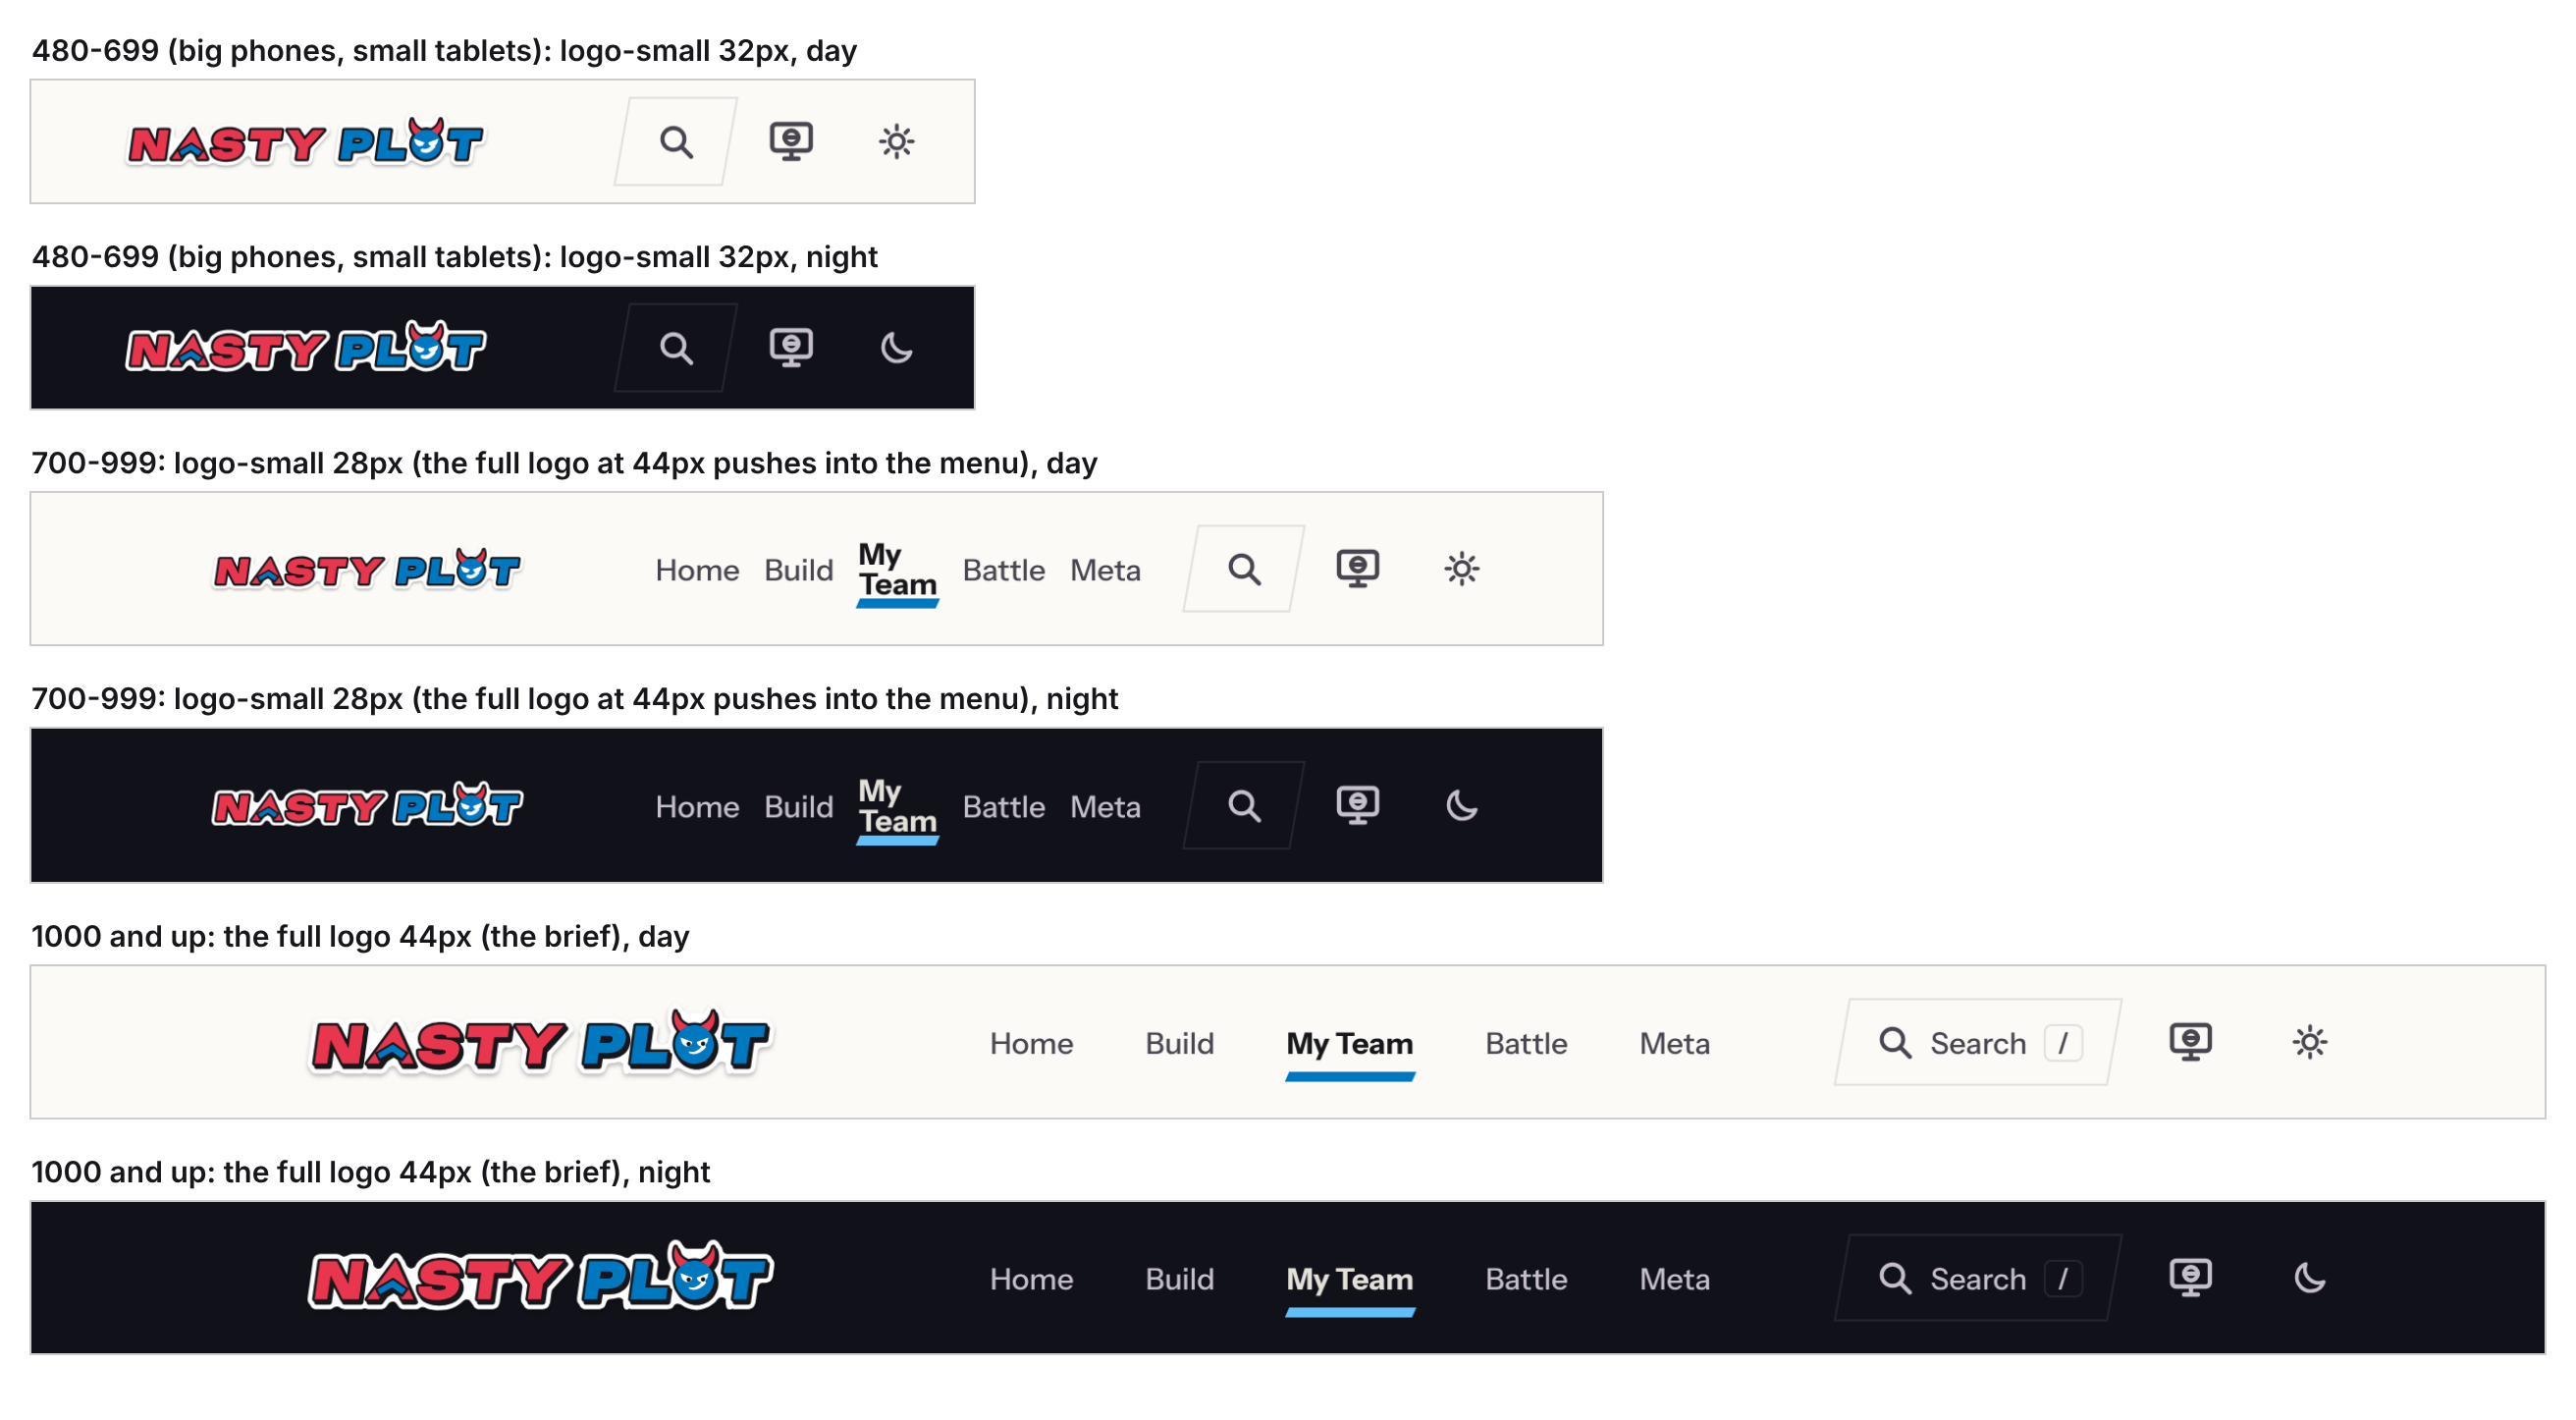 480-699 (big phones, small tablets): logo-small 32px, day
NASTY PLOT
480-699 (big phones, small tablets): logo-small 32px, night
NASTY PLOT
700-999: logo-small 28px (the full logo at 44px pushes into the menu), day
NASTY PLOT Home Build My Team Battle Meta
700-999: logo-small 28px (the full logo at 44px pushes into the menu), night
NASTY PLOT Home Build My Team Battle Meta
1000 and up: the full logo 44px (the brief), day
NASTY PLOT Home Build My Team Battle Meta Search /
1000 and up: the full logo 44px (the brief), night
NASTY PLOT Home Build My Team Battle Meta Search /